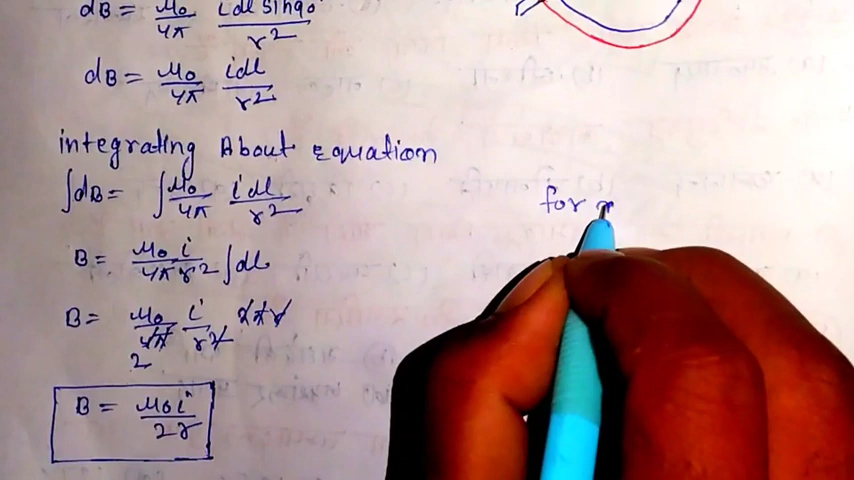 dB = μ₀/4π idl sin90°/r²
dB = μ₀/4π idl/r²
integrating About equation
∫dB = ∫μ₀/4π idl/r²
B = μ₀i/4πr² ∫dl
for n
B = μ₀/4π i/r² 2πr
2
B = μ₀i/2r